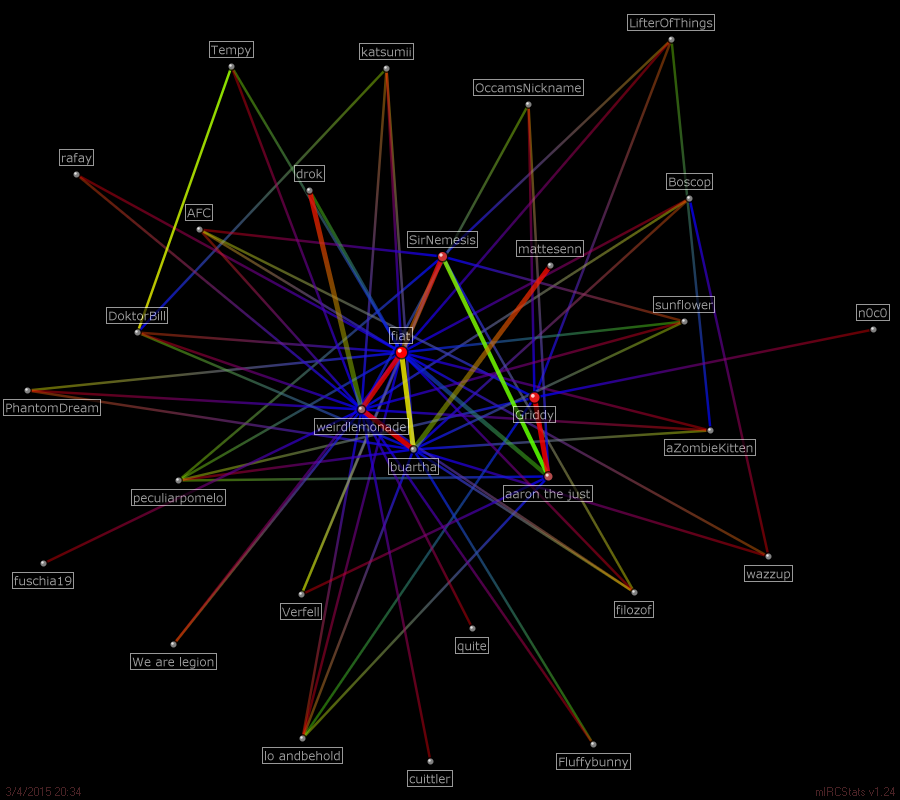 LifterOfThings
Tempy
katsumii
OccamsNickname
rafay
drok
Boscop
AFC
SirNemesis
mattesenn
sunflower
n0c0
DoktorBill
fiat
PhantomDream
Griddy
weirdlemonade
aZombieKitten
buartha
peculiarpomelo
aaron the just
wazzup
fuschia19
Verfell
filozof
quite
We are legion
lo andbehold
Fluffybunny
cuittler
3/4/2015 20:34
mIRCStats v1.24